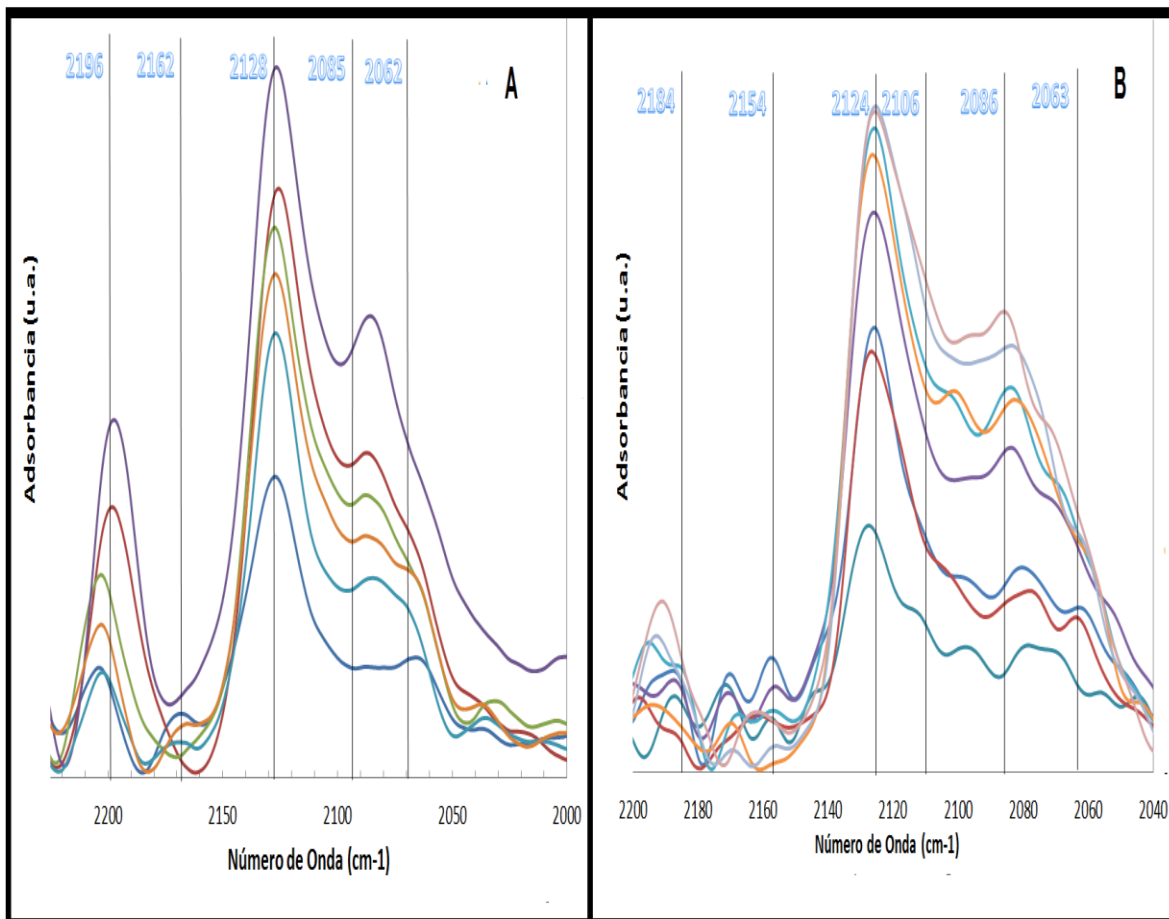 2196 2162 2128 2085 2062
A
Adsorbancia (u.a.)
2200 2150 2100 2050 2000
Número de Onda (cm-1)
2184 2154 2124 2106 2086 2063
B
Adsorbancia (u.a.)
2200 2180 2160 2140 2120 2100 2080 2060 2040
Número de Onda (cm-1)